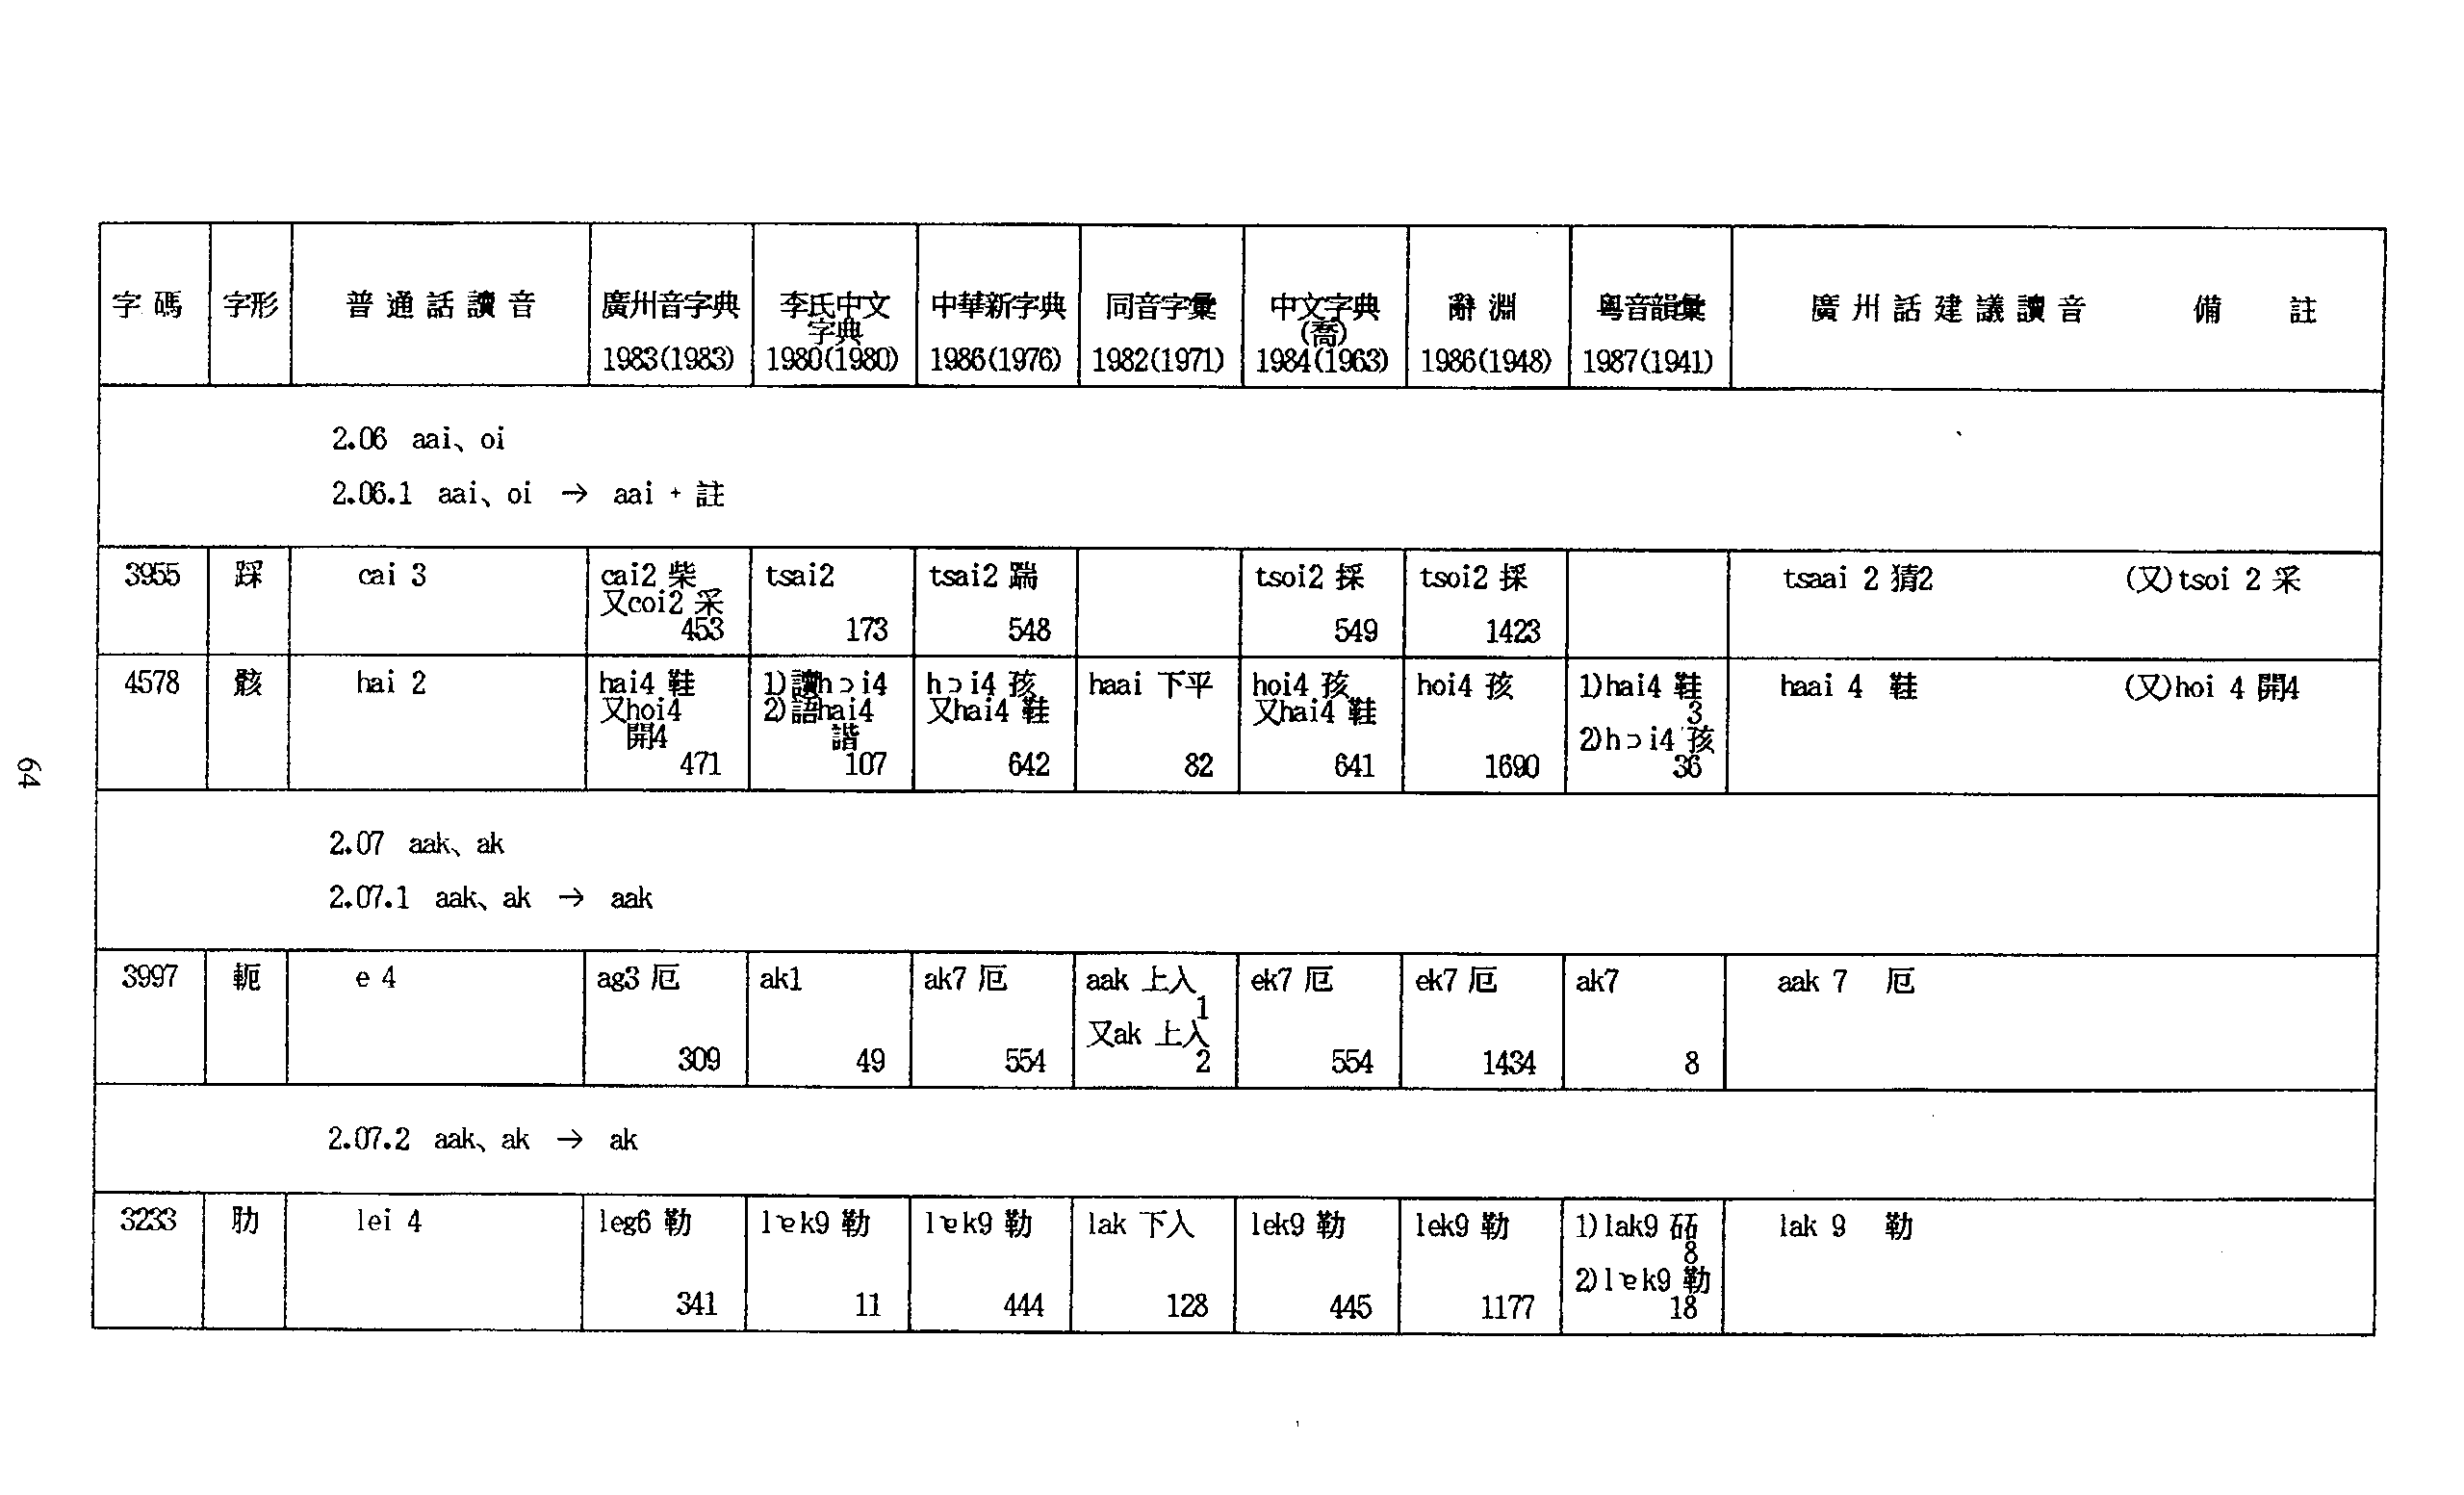 字碼 字形 普通話讀音 廣州音字典 1983(1983) 李氏中文字典 1980(1980) 中華新字典 1986(1976) 同音字彙 1982(1971) 中文字典(喬) 1984(1963) 辭淵 1986(1948) 粵音韻彙 1987(1941) 廣州話建議讀音 備註
2.06 aai、oi
2.06.1 aai、oi → aai + 註
3955 踩 cai 3 cai2 柴 又coi2 采 453 tsai2 173 tsai2 踹 548 tsoi2 採 549 tsoi2 採 1423 tsaai 2 猜2 (又)tsoi 2 采
4578 骸 hai 2 hai4 鞋 又hoi4 開4 471 1)讀hɔi4 2)語hai4 諧 107 hɔi4 孩 又hai4 鞋 642 haai 下平 82 hoi4 孩 又hai4 鞋 641 hoi4 孩 1690 1)hai4 鞋 3 2)hɔi4 孩 36 haai 4 鞋 (又)hoi 4 開4
2.07 aak、ak
2.07.1 aak、ak → aak
3997 軛 e 4 ag3 厄 309 ak1 49 ak7 厄 554 aak 上入 1 又ak 上入 2 ek7 厄 554 ek7 厄 1434 ak7 8 aak 7 厄
2.07.2 aak、ak → ak
3233 肋 lei 4 leg6 勒 341 lɐk9 勒 11 lɐk9 勒 444 lak 下入 128 lek9 勒 445 lek9 勒 1177 1)lak9 砳 8 2)lɐk9 勒 18 lak 9 勒
64